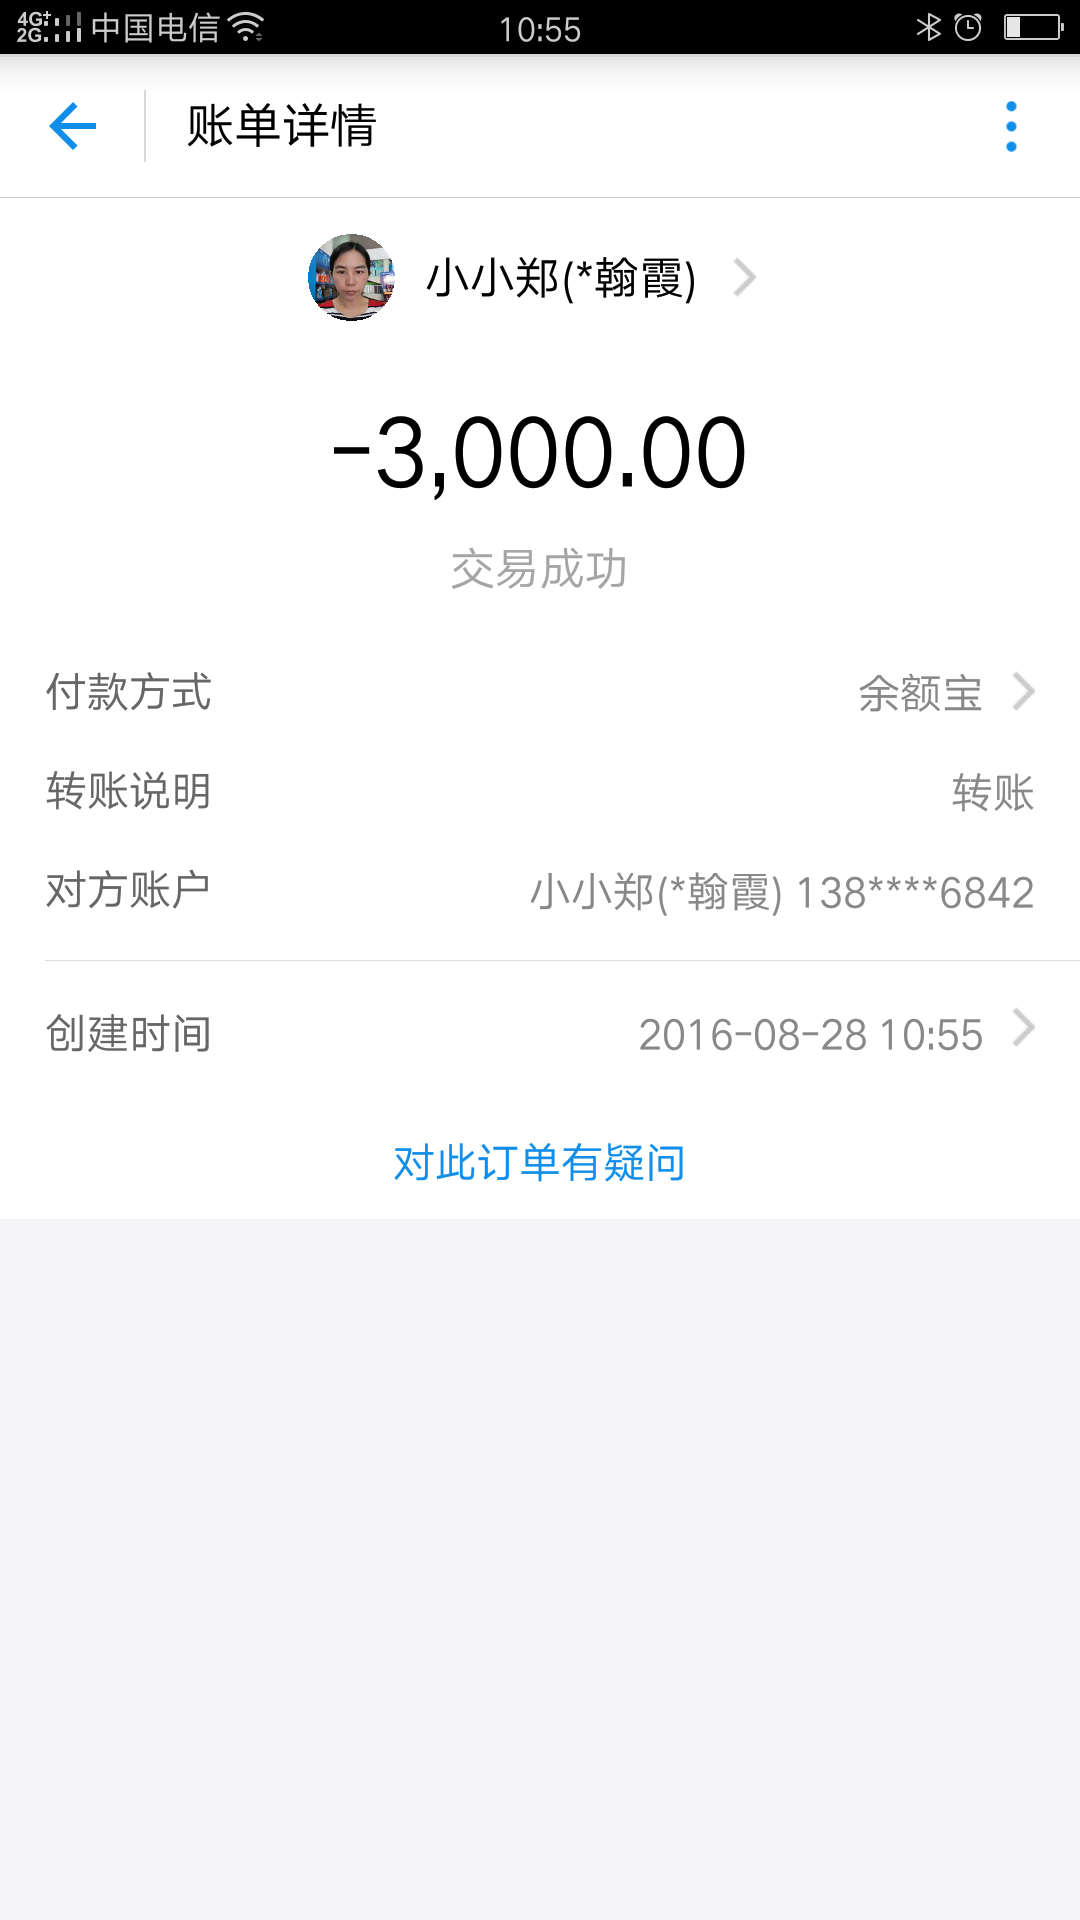 4G+ 2G 中国电信 10:55
账单详情
小小郑(*翰霞)
-3,000.00
交易成功
付款方式 余额宝
转账说明 转账
对方账户 小小郑(*翰霞) 138****6842
创建时间 2016-08-28 10:55
对此订单有疑问